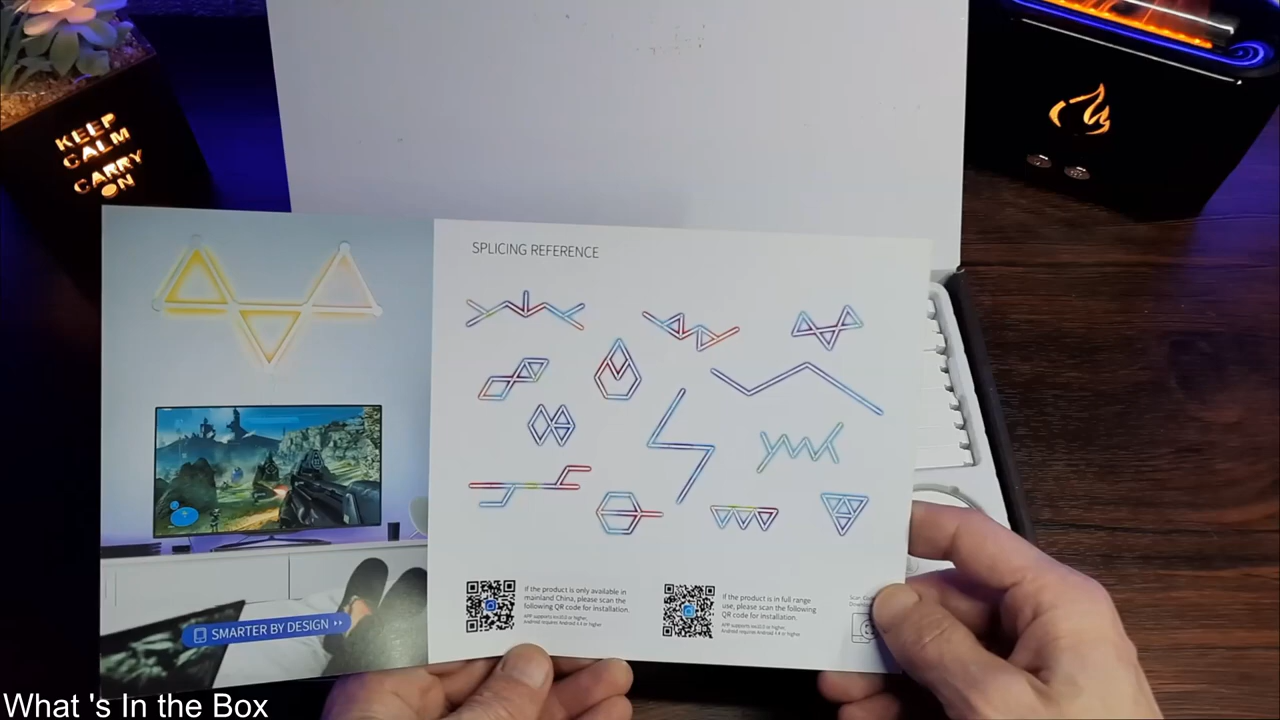 KEEP
CALM
CARRY
ON
SPLICING REFERENCE
SMARTER BY DESIGN
If the product is only available in
mainland China, please scan the
following QR code for installation.
If the product is in full range
use, please scan the following
QR code for installation.
What 's In the Box